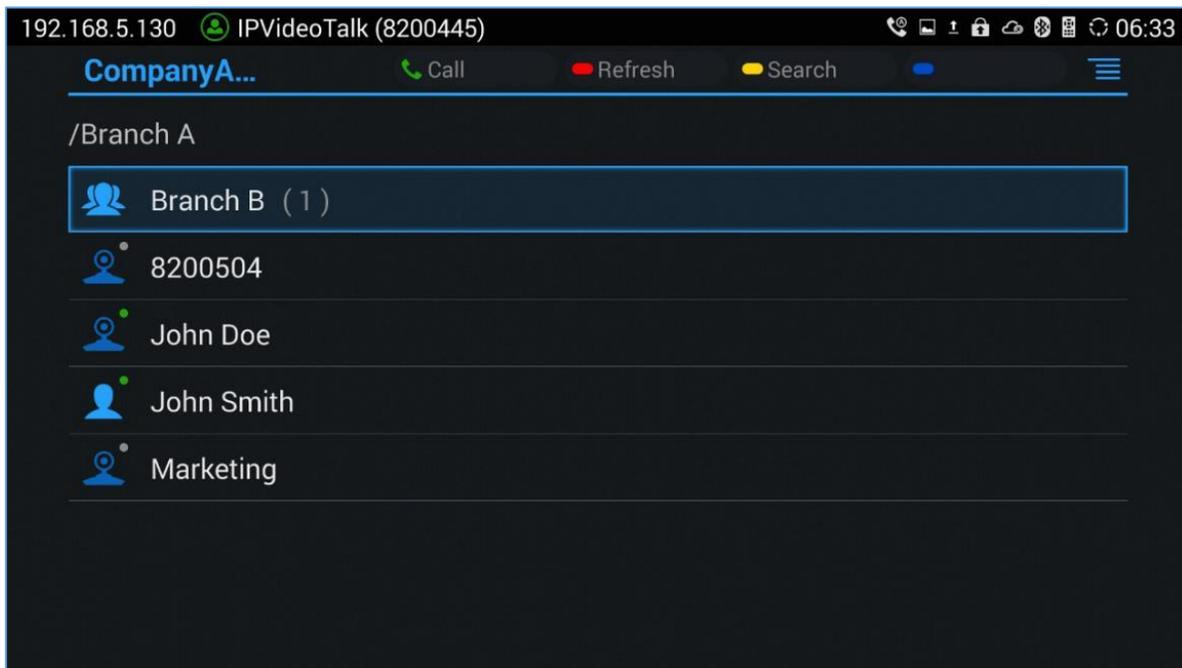 192.168.5.130 IPVideoTalk (8200445) 06:33
CompanyA... Call Refresh Search
/Branch A
Branch B (1)
8200504
John Doe
John Smith
Marketing